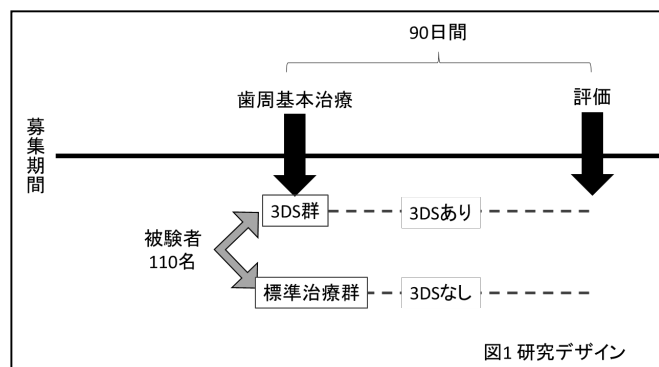 90日間
歯周基本治療
評価
募集期間
3DS群
3DSあり
被験者
110名
標準治療群
3DSなし
図1 研究デザイン